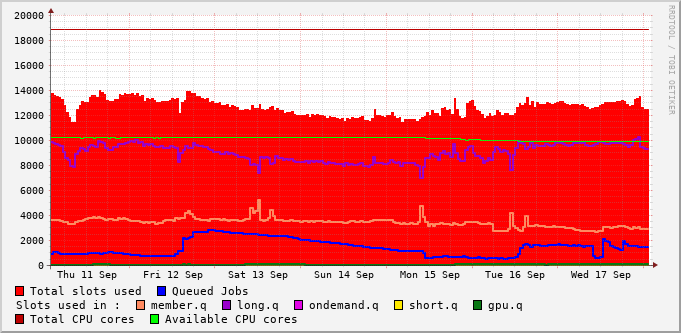 20000
18000
16000
14000
12000
10000
8000
6000
4000
2000
0
Thu 11 Sep Fri 12 Sep Sat 13 Sep Sun 14 Sep Mon 15 Sep Tue 16 Sep Wed 17 Sep
Total slots used Queued Jobs
Slots used in : member.q long.q ondemand.q short.q gpu.q
Total CPU cores Available CPU cores
RRDTOOL / TOBI OETIKER